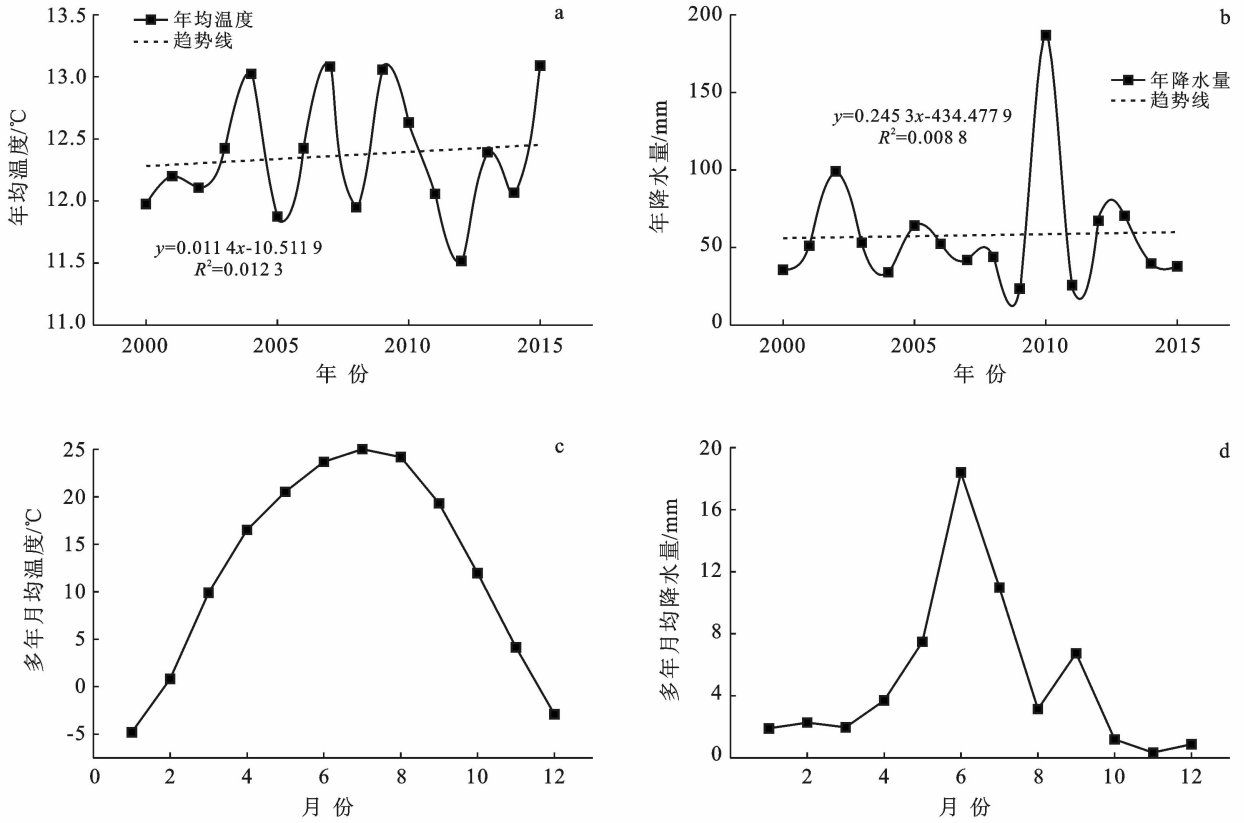 a
13.5
13.0
12.5
12.0
11.5
11.0
年均温度/℃
年均温度
趋势线
y=0.011 4x-10.511 9
R²=0.012 3
2000
2005
2010
2015
年 份
b
200
150
100
50
0
年降水量/mm
年降水量
趋势线
y=0.245 3x-434.477 9
R²=0.008 8
2000
2005
2010
2015
年 份
c
25
20
15
10
5
0
-5
多年月均温度/℃
0
2
4
6
8
10
12
月 份
d
20
16
12
8
4
0
多年月均降水量/mm
2
4
6
8
10
12
月 份